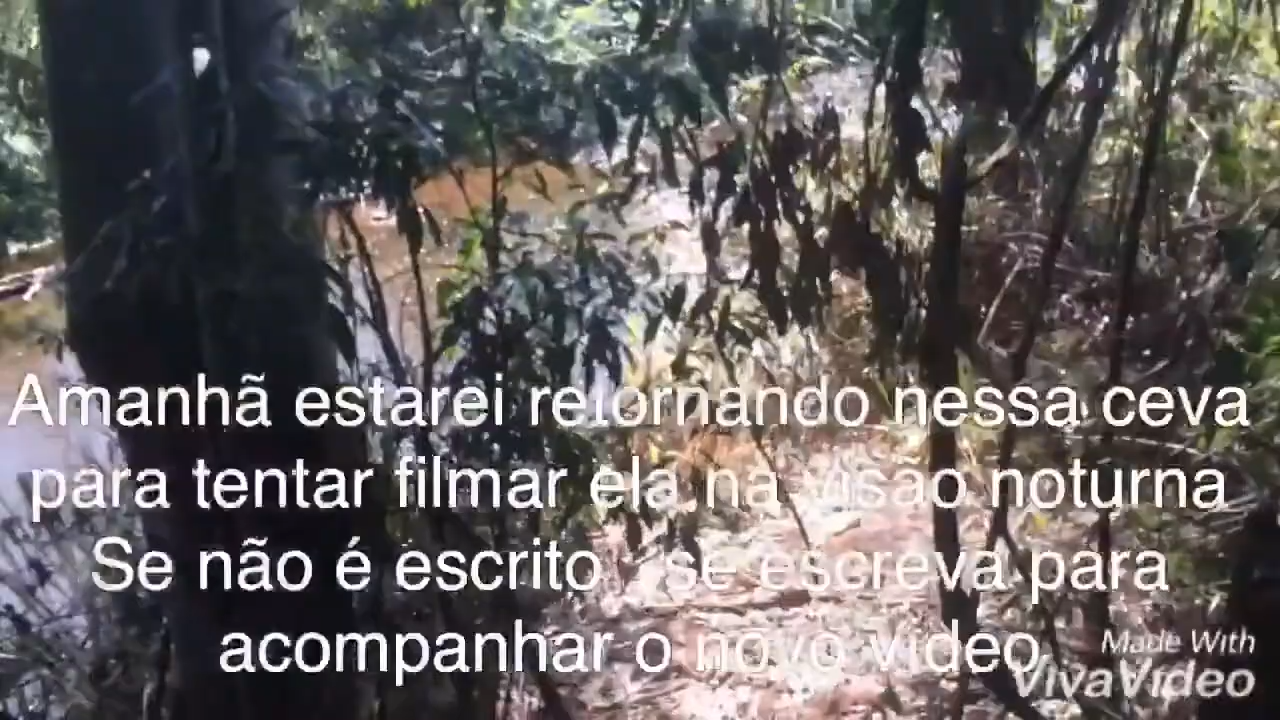 Amanhã estarei retornando nessa ceva
para tentar filmar ela na visão noturna
Se não é escrito , se escreva para
acompanhar o novo video
Made With
VivaVideo